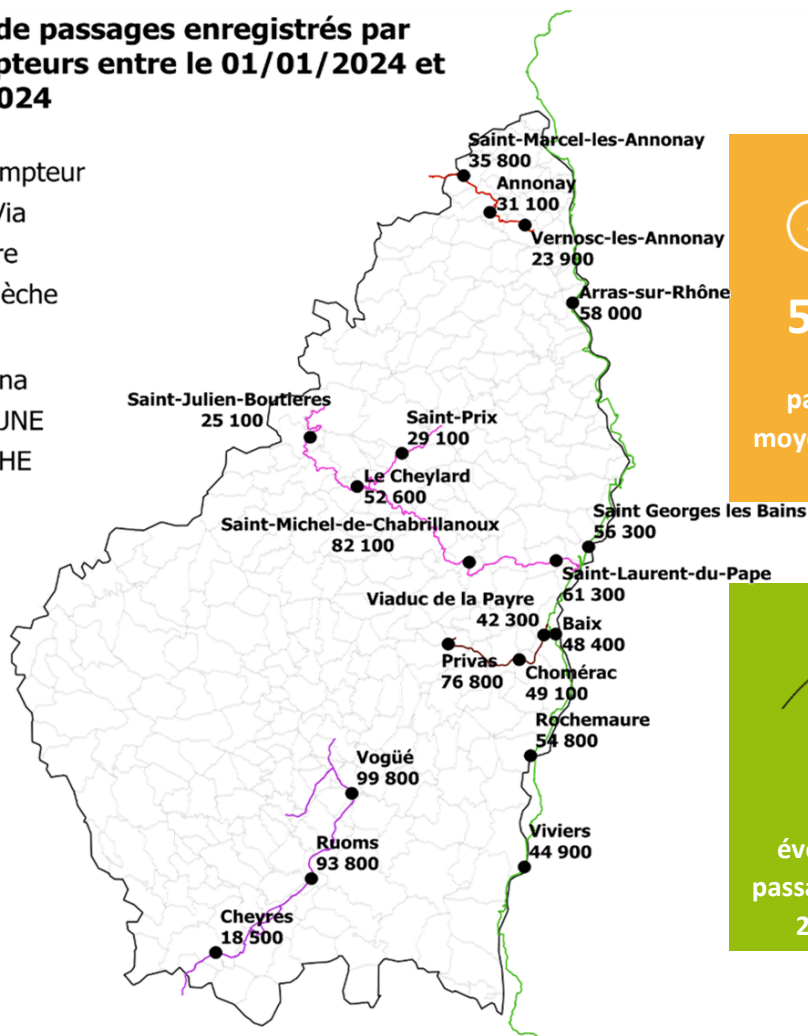 de passages enregistrés par
pteurs entre le 01/01/2024 et
024
mpteur
Via
re
èche
na
UNE
HE
Saint-Marcel-les-Annonay
35 800
Annonay
31 100
Vernosc-les-Annonay
23 900
Arras-sur-Rhône
58 000
Saint-Julien-Boutieres
25 100
Saint-Prix
29 100
Le Cheylard
52 600
Saint-Michel-de-Chabrillanoux
82 100
Saint Georges les Bains
56 300
Saint-Laurent-du-Pape
61 300
Viaduc de la Payre
42 300
Baix
48 400
Privas
76 800
Chomérac
49 100
Rochemaure
54 800
Vogüé
99 800
Ruoms
93 800
Viviers
44 900
Cheyrès
18 500
5
pa
moy
évo
passa
2